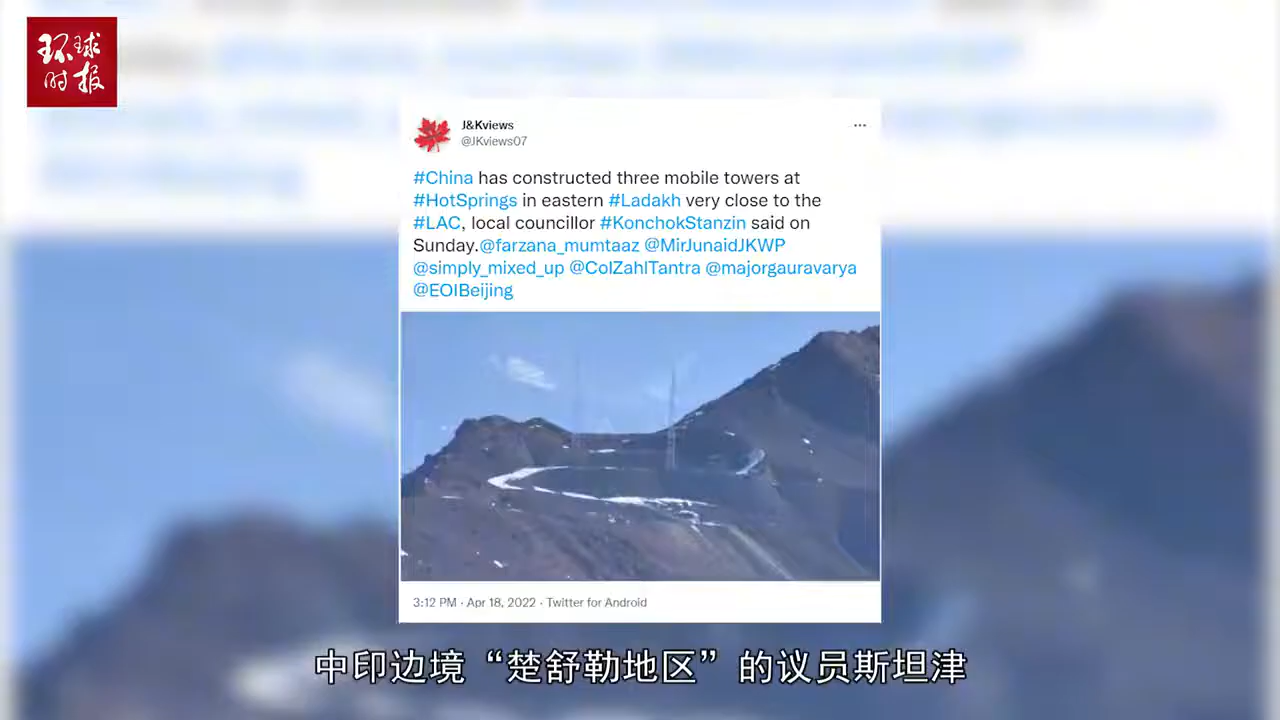 环球
时报
J&Kviews
@JKviews07
#China has constructed three mobile towers at
#HotSprings in eastern #Ladakh very close to the
#LAC, local councillor #KonchokStanzin said on
Sunday.@farzana_mumtaaz @MirJunaidJKWP
@simply_mixed_up @ColZahlTantra @majorgauravarya
@EOIBeijing
3:12 PM · Apr 18, 2022 · Twitter for Android
中印边境“楚舒勒地区”的议员斯坦津